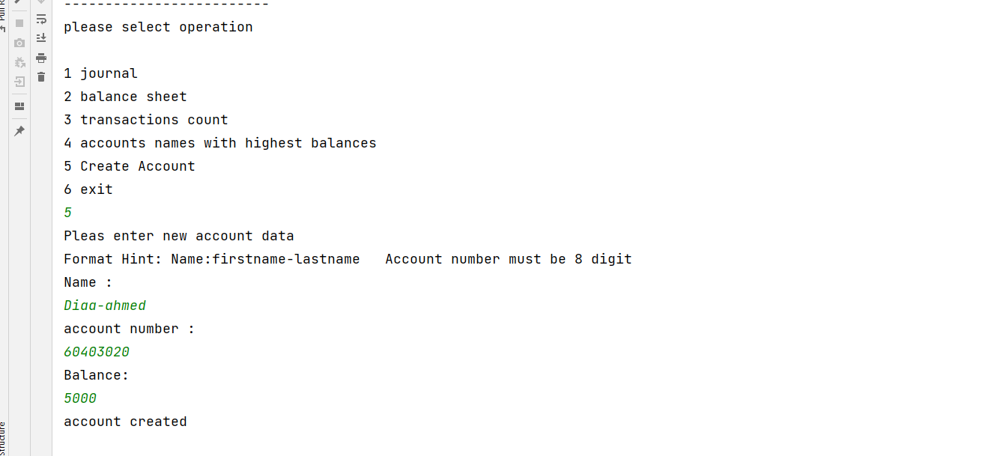 -------------------------
please select operation
1 journal
2 balance sheet
3 transactions count
4 accounts names with highest balances
5 Create Account
6 exit
5
Pleas enter new account data
Format Hint: Name:firstname-lastname   Account number must be 8 digit
Name :
Diaa-ahmed
account number :
60403020
Balance:
5000
account created
Structure